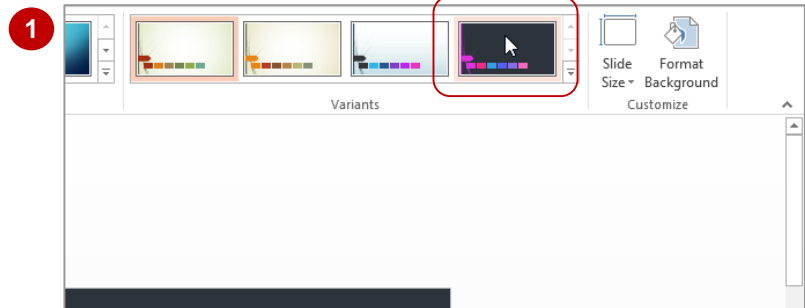 1
Slide Format
Size Background
Variants
Customize